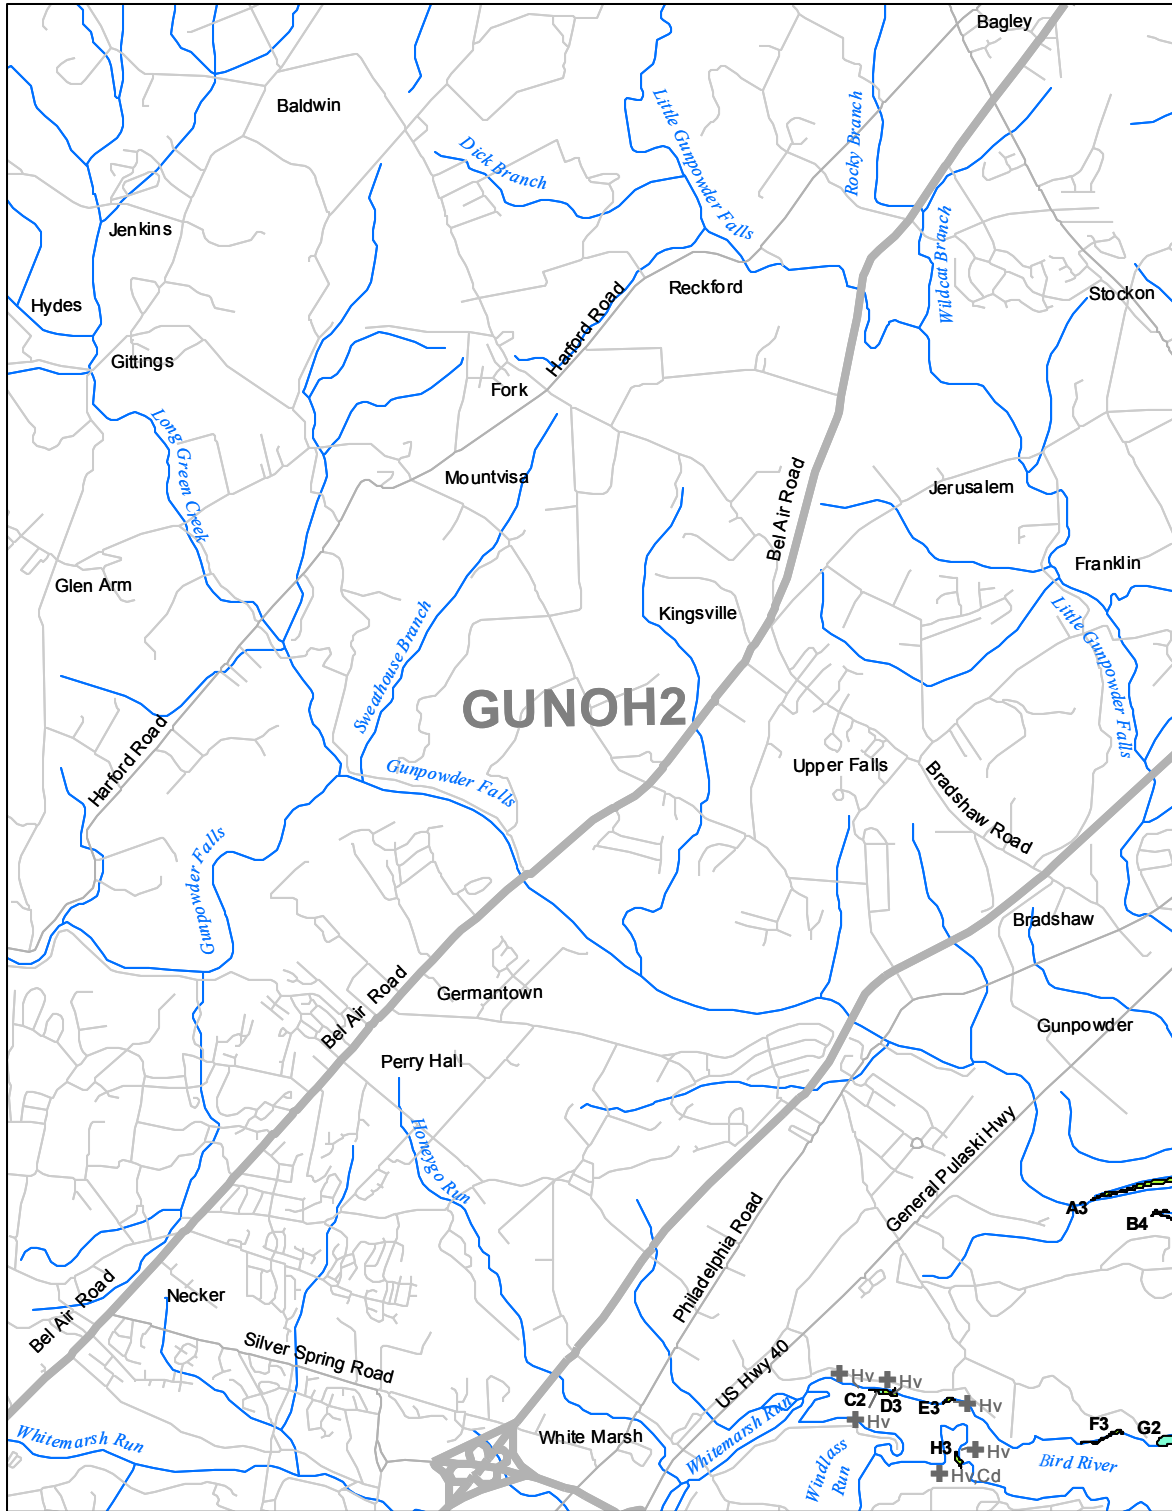 Bagley
Baldwin
Little Gunpowder Falls
Rocky Branch
Dick Branch
Jenkins
Wildcat Branch
Hydes
Reckford
Stockon
Harford Road
Gittings
Fork
Long Green Creek
Mountvisa
Bel Air Road
Jerusalem
Glen Arm
Franklin
Kingsville
Sweathouse Branch
Little Gunpowder Falls
GUNOH2
Harford Road
Gunpowder Falls
Upper Falls
Bradshaw Road
Gunpowder Falls
Bradshaw
Germantown
Bel Air Road
Gunpowder
Perry Hall
Honeygo Run
General Pulaski Hwy
A3
B4
Philadelphia Road
Necker
Bel Air Road
Silver Spring Road
US Hwy 40
Hv
Hv
C2
D3
E3
Hv
Hv
F3
G2
White Marsh
Whitemarsh Run
Whitemarsh Run
Windlass
Run
H3
Hv
Bird River
Hv,Cd